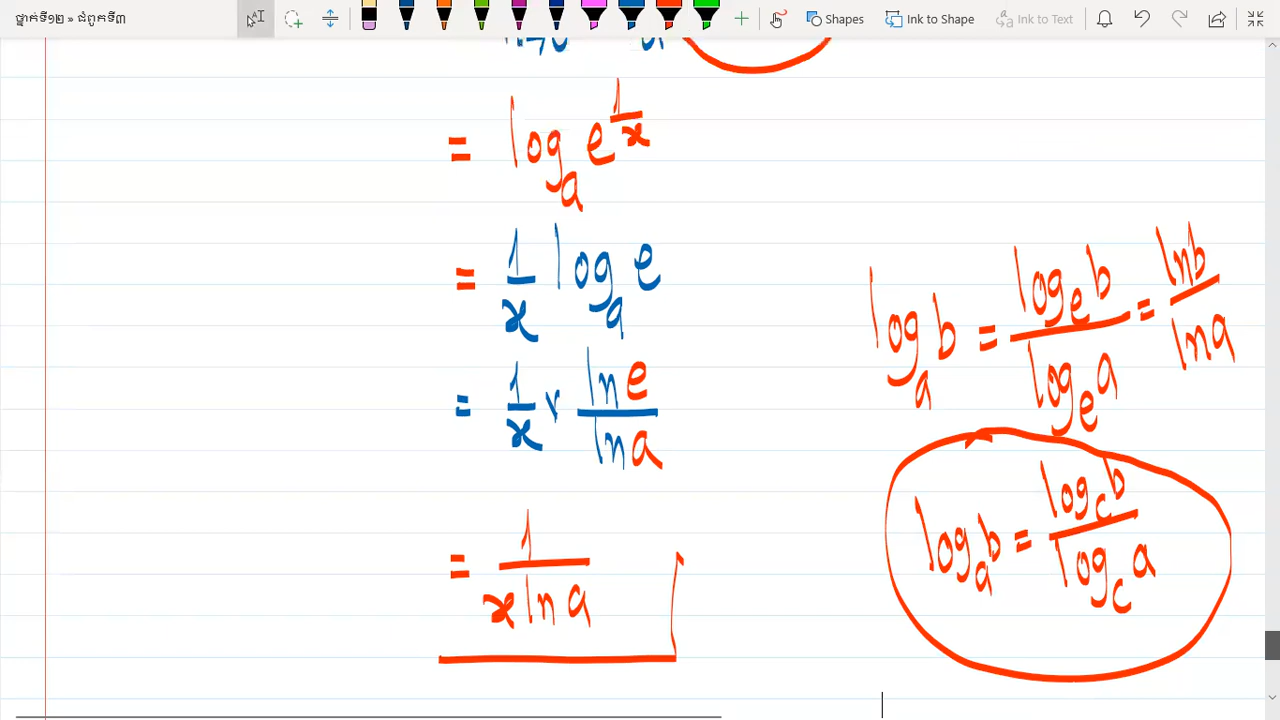 ថ្នាក់ទី១២ » ជំពូកទី៣
Shapes Ink to Shape Ink to Text
= log_a e^{1/x}
= 1/x log_a e
= 1/x × ln e / ln a
= 1 / (x ln a)
log_a b = log_e b / log_e a = ln b / ln a
log_a b = log_c b / log_c a